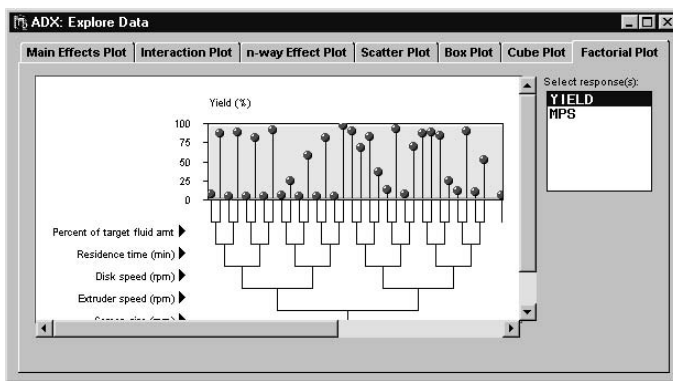 ADX: Explore Data
Main Effects Plot Interaction Plot n-way Effect Plot Scatter Plot Box Plot Cube Plot Factorial Plot
Select response(s):
YIELD
MPS
Yield (%)
100
75
50
25
0
Percent of target fluid amt
Residence time (min)
Disk speed (rpm)
Extruder speed (rpm)